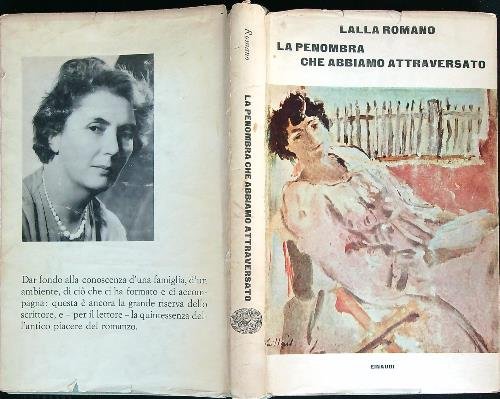 Dar fondo alla conoscenza d'una famiglia, d'un
ambiente, di ciò che ci ha formato e ci accom-
pagna: questa è ancora la grande riserva dello
scrittore, e – per il lettore – la quintessenza del-
l'antico piacere del romanzo.
Romano
LA PENOMBRA CHE ABBIAMO ATTRAVERSATO
LALLA ROMANO
LA PENOMBRA
CHE ABBIAMO ATTRAVERSATO
EINAUDI